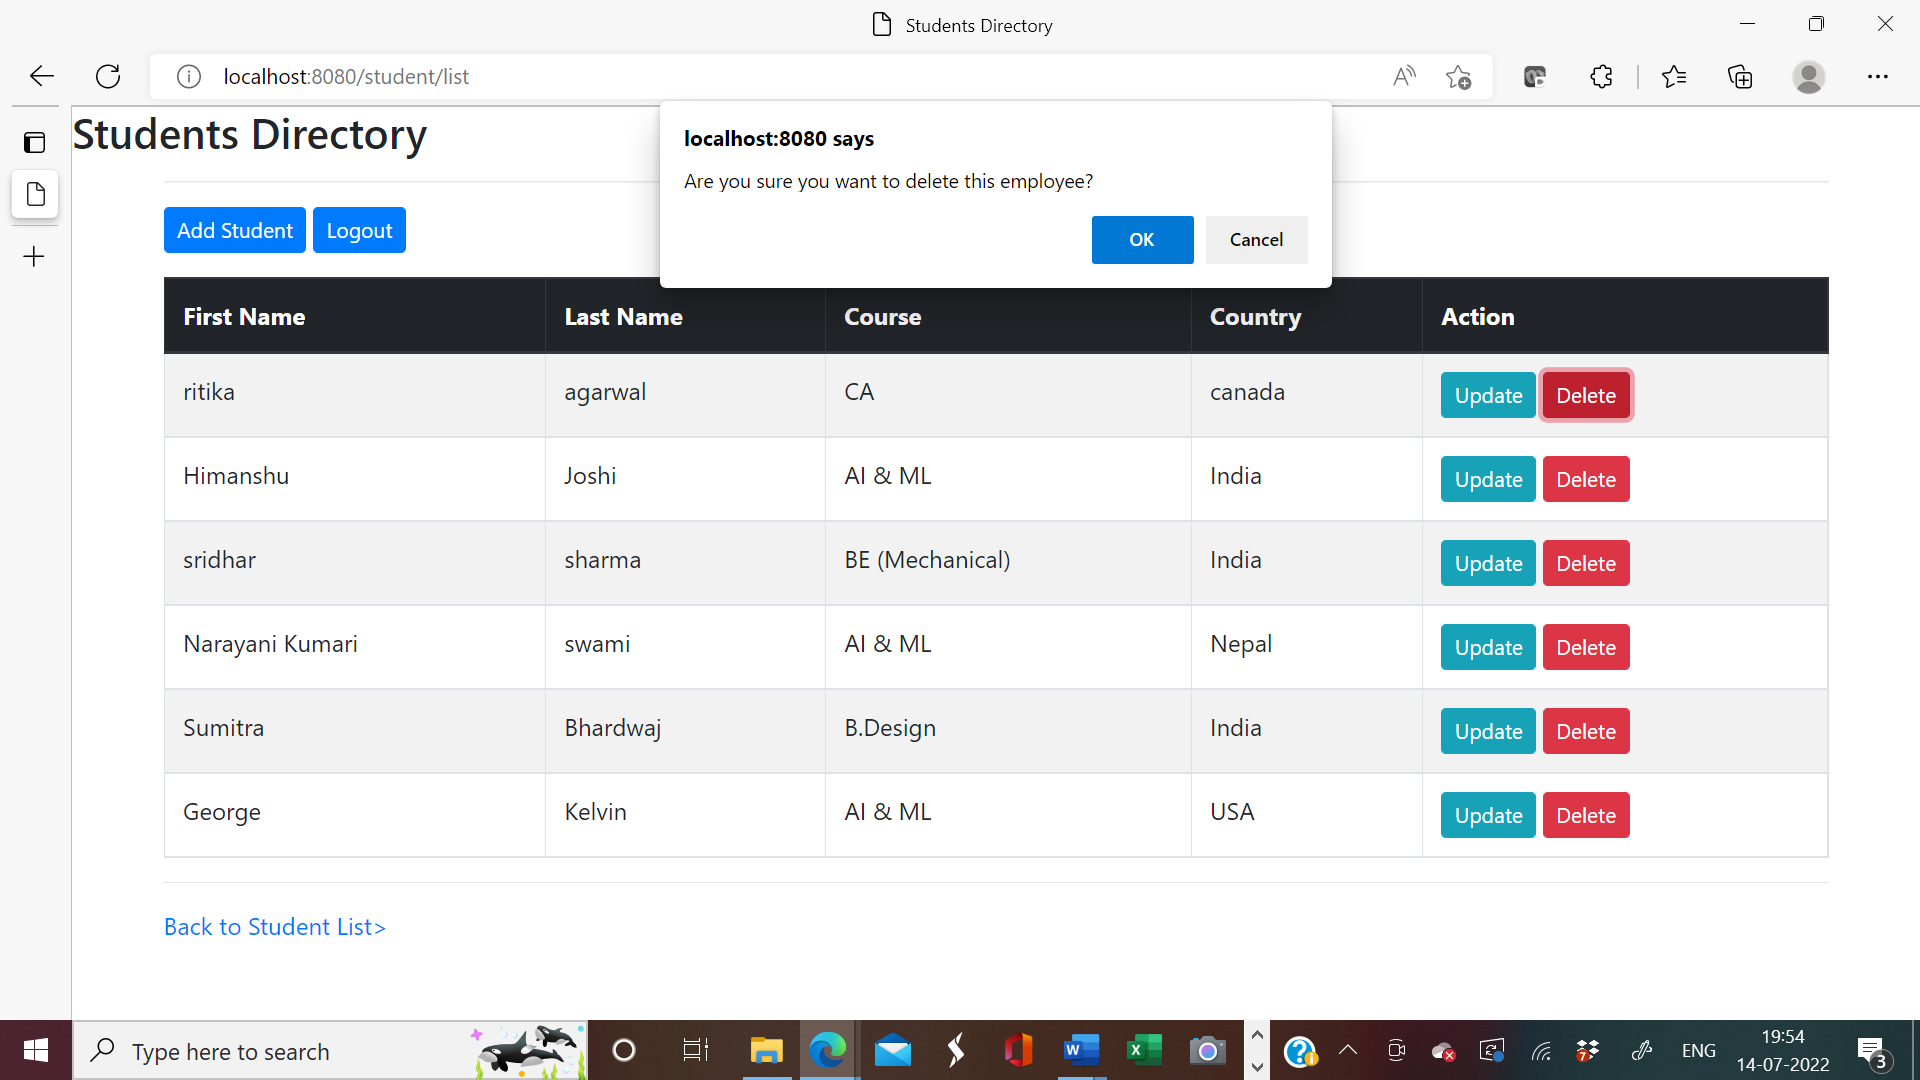 Students Directory
localhost:8080/student/list
Students Directory
localhost:8080 says
Are you sure you want to delete this employee?
OK Cancel
Add Student Logout
First Name Last Name Course Country Action
ritika agarwal CA canada Update Delete
Himanshu Joshi AI & ML India Update Delete
sridhar sharma BE (Mechanical) India Update Delete
Narayani Kumari swami AI & ML Nepal Update Delete
Sumitra Bhardwaj B.Design India Update Delete
George Kelvin AI & ML USA Update Delete
Back to Student List>
Type here to search
ENG
19:54
14-07-2022
7
3